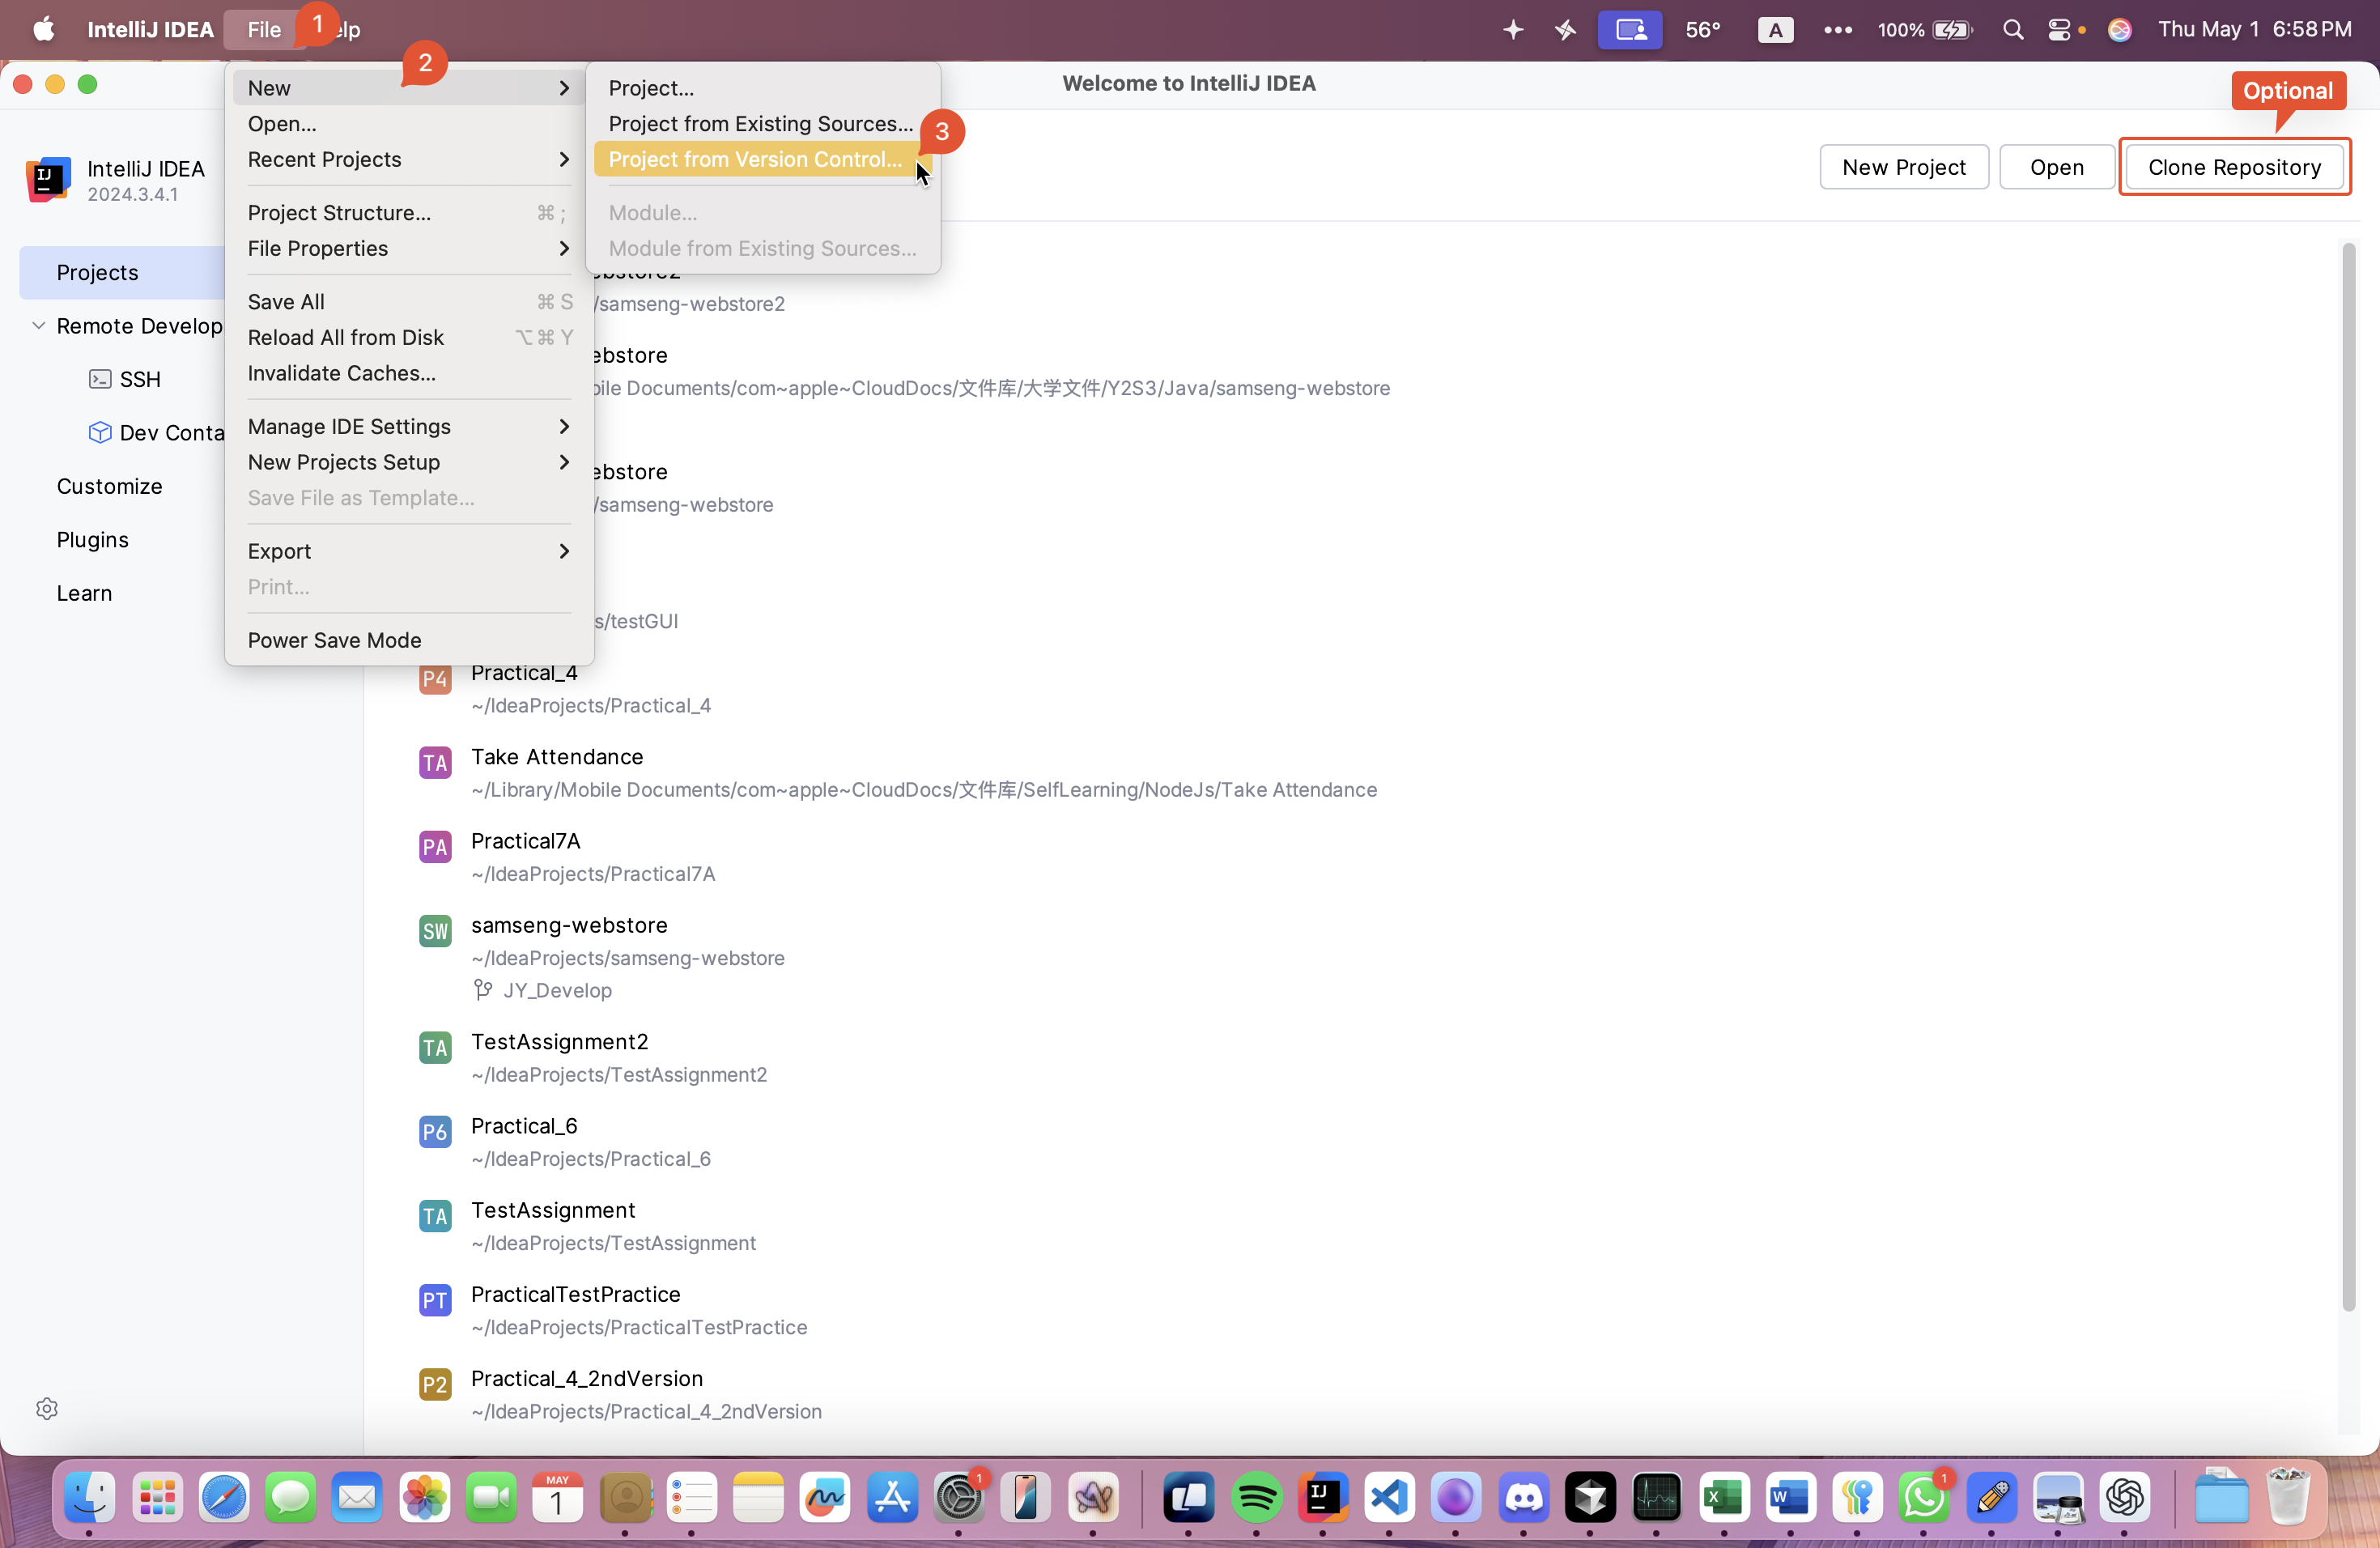 IntelliJ IDEA File 1 elp 56° A 100% Thu May 1 6:58 PM
2
Welcome to IntelliJ IDEA
Optional
New
Open...
Recent Projects
Project Structure... ⌘ ;
File Properties
Save All ⌘ S
Reload All from Disk ⌥ ⌘ Y
Invalidate Caches...
Manage IDE Settings
New Projects Setup
Save File as Template...
Export
Print...
Power Save Mode
Project...
Project from Existing Sources...
3
Project from Version Control...
Module...
Module from Existing Sources...
New Project Open Clone Repository
IJ
IntelliJ IDEA
2024.3.4.1
Projects
Remote Develop
SSH
Dev Conta
Customize
Plugins
Learn
ebstore2
/samseng-webstore2
ebstore
bile Documents/com~apple~CloudDocs/文件库/大学文件/Y2S3/Java/samseng-webstore
ebstore
/samseng-webstore
s/testGUI
P4 Practical_4
~/IdeaProjects/Practical_4
TA Take Attendance
~/Library/Mobile Documents/com~apple~CloudDocs/文件库/SelfLearning/NodeJs/Take Attendance
PA Practical7A
~/IdeaProjects/Practical7A
SW samseng-webstore
~/IdeaProjects/samseng-webstore
JY_Develop
TA TestAssignment2
~/IdeaProjects/TestAssignment2
P6 Practical_6
~/IdeaProjects/Practical_6
TA TestAssignment
~/IdeaProjects/TestAssignment
PT PracticalTestPractice
~/IdeaProjects/PracticalTestPractice
P2 Practical_4_2ndVersion
~/IdeaProjects/Practical_4_2ndVersion
MAY
1
1
IJ
X
W
1